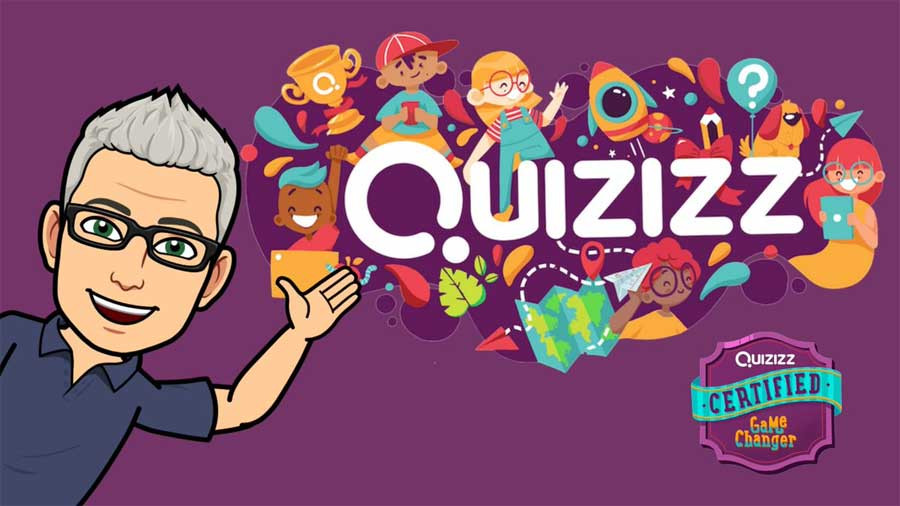 QUIZIZZ
?
QUIZIZZ
CERTIFIED
GaMe
Changer